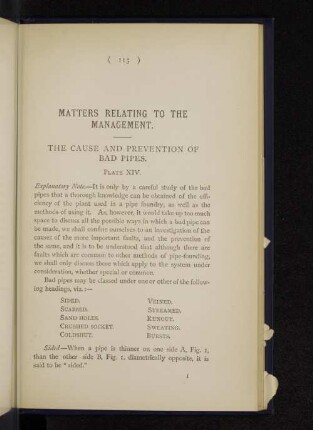 ( 113 )
MATTERS RELATING TO THE
MANAGEMENT.
THE CAUSE AND PREVENTION OF
BAD PIPES.
PLATE XIV.
Explanatory Note.—It is only by a careful study of the bad
pipes that a thorough knowledge can be obtained of the effi-
ciency of the plant used in a pipe foundry, as well as the
methods of using it. As, however, it would take up too much
space to discuss all the possible ways in which a bad pipe can
be made, we shall confine ourselves to an investigation of the
causes of the more important faults, and the prevention of
the same, and it is to be understood that although there are
faults which are common to other methods of pipe-founding,
we shall only discuss those which apply to the system under
consideration, whether special or common.
Bad pipes may be classed under one or other of the follow-
ing headings, viz.:—
SIDED. VEINED.
SCABBED. STREAMED.
SAND HOLES. RUNOUT.
CRUSHED SOCKET. SWEATING.
COLDSHUT. BURSTS.
Sided.—When a pipe is thinner on one side A, Fig. 1,
than the other side B, Fig. 1, diametrically opposite, it is
said to be "sided."
I